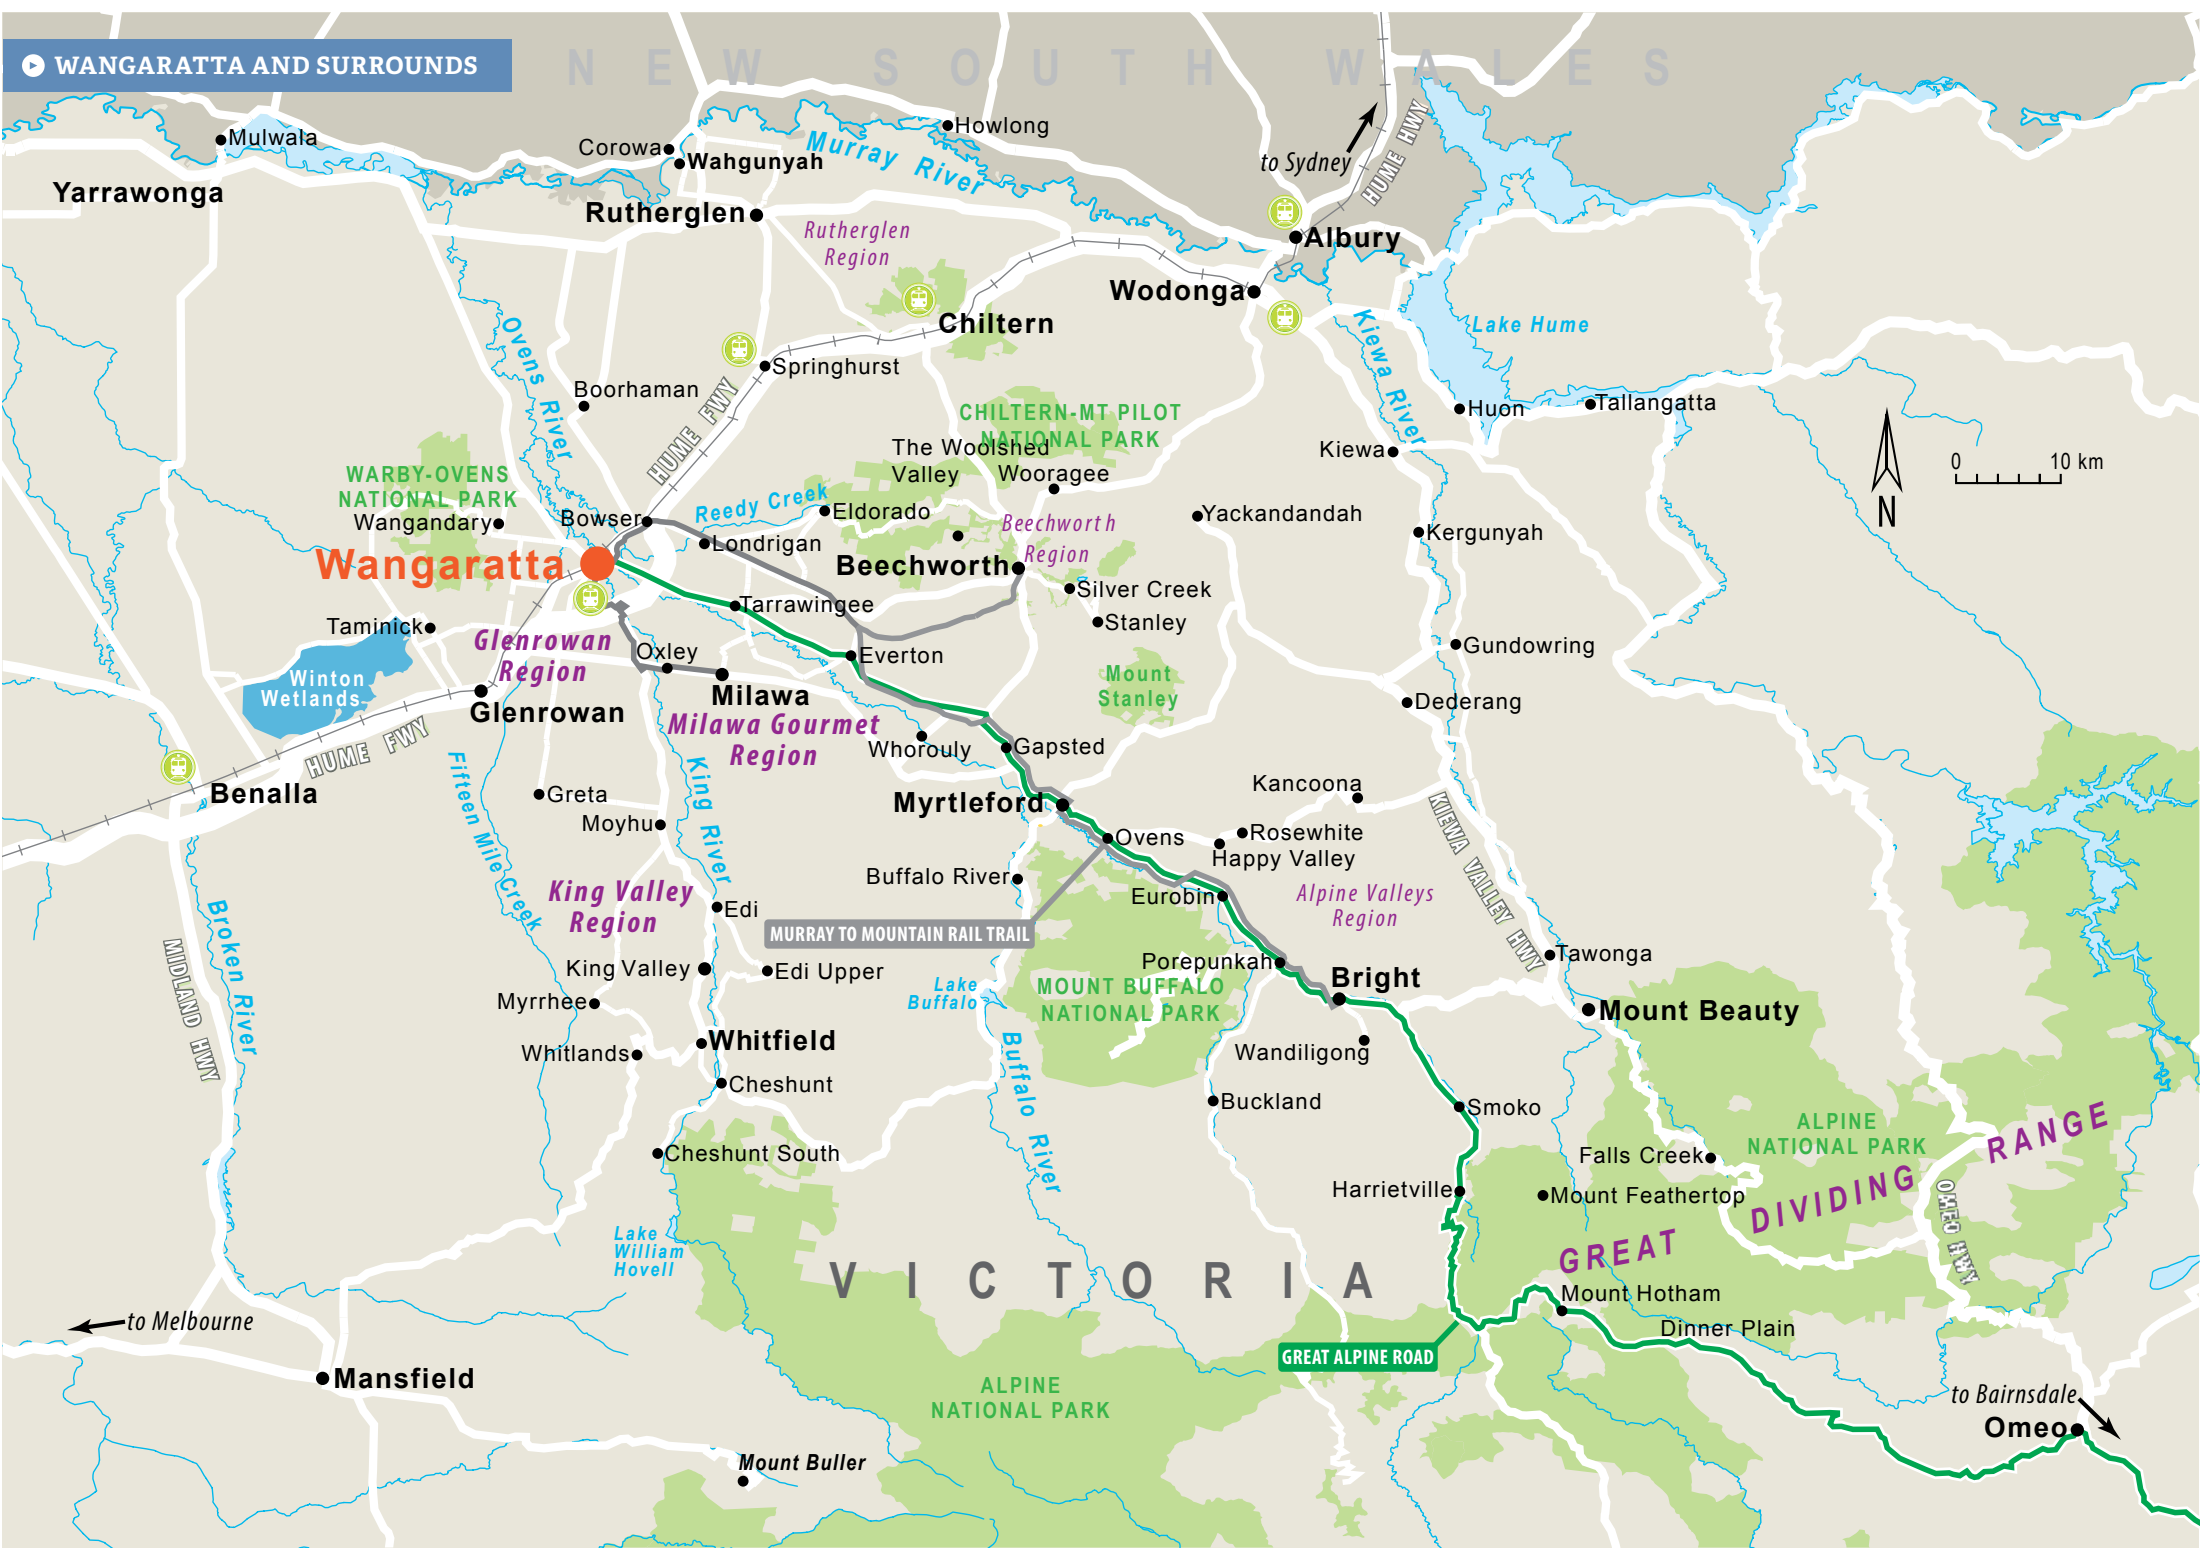 WANGARATTA AND SURROUNDS
NEW SOUTH WALES
Mulwala
Yarrawonga
Corowa
Wahgunyah
Howlong
Murray River
to Sydney
HUME HWY
Rutherglen
Rutherglen
Region
Albury
Wodonga
Chiltern
Lake Hume
Ovens River
Springhurst
Kiewa River
Boorhaman
HUME FWY
Huon
Tallangatta
CHILTERN-MT PILOT
NATIONAL PARK
The Woolshed
Valley
Wooragee
Kiewa
0 10 km
N
WARBY-OVENS
NATIONAL PARK
Wangandary
Bowser
Reedy Creek
Eldorado
Beechworth
Region
Yackandandah
Kergunyah
Londrigan
Wangaratta
Beechworth
Silver Creek
Tarrawingee
Stanley
Taminick
Glenrowan
Region
Oxley
Everton
Gundowring
Winton
Wetlands
Milawa
Mount
Stanley
Dederang
Glenrowan
Milawa Gourmet
Region
Whorouly
Gapsted
HUME FWY
Fifteen Mile Creek
King River
Benalla
Greta
Moyhu
Myrtleford
Kancoona
KIEWA VALLEY HWY
Ovens
Rosewhite
Happy Valley
Buffalo River
Eurobin
Alpine Valleys
Region
King Valley
Region
Edi
MURRAY TO MOUNTAIN RAIL TRAIL
Broken River
MIDLAND HWY
King Valley
Edi Upper
Porepunkah
Tawonga
Myrrhee
Lake
Buffalo
MOUNT BUFFALO
NATIONAL PARK
Bright
Mount Beauty
Whitfield
Whitlands
Buffalo River
Wandiligong
Cheshunt
Buckland
Smoko
ALPINE
NATIONAL PARK
Cheshunt South
Falls Creek
Harrietville
Mount Feathertop
GREAT DIVIDING RANGE
OMEO HWY
Lake
William
Hovell
VICTORIA
Mount Hotham
to Melbourne
Dinner Plain
GREAT ALPINE ROAD
Mansfield
ALPINE
NATIONAL PARK
to Bairnsdale
Omeo
Mount Buller